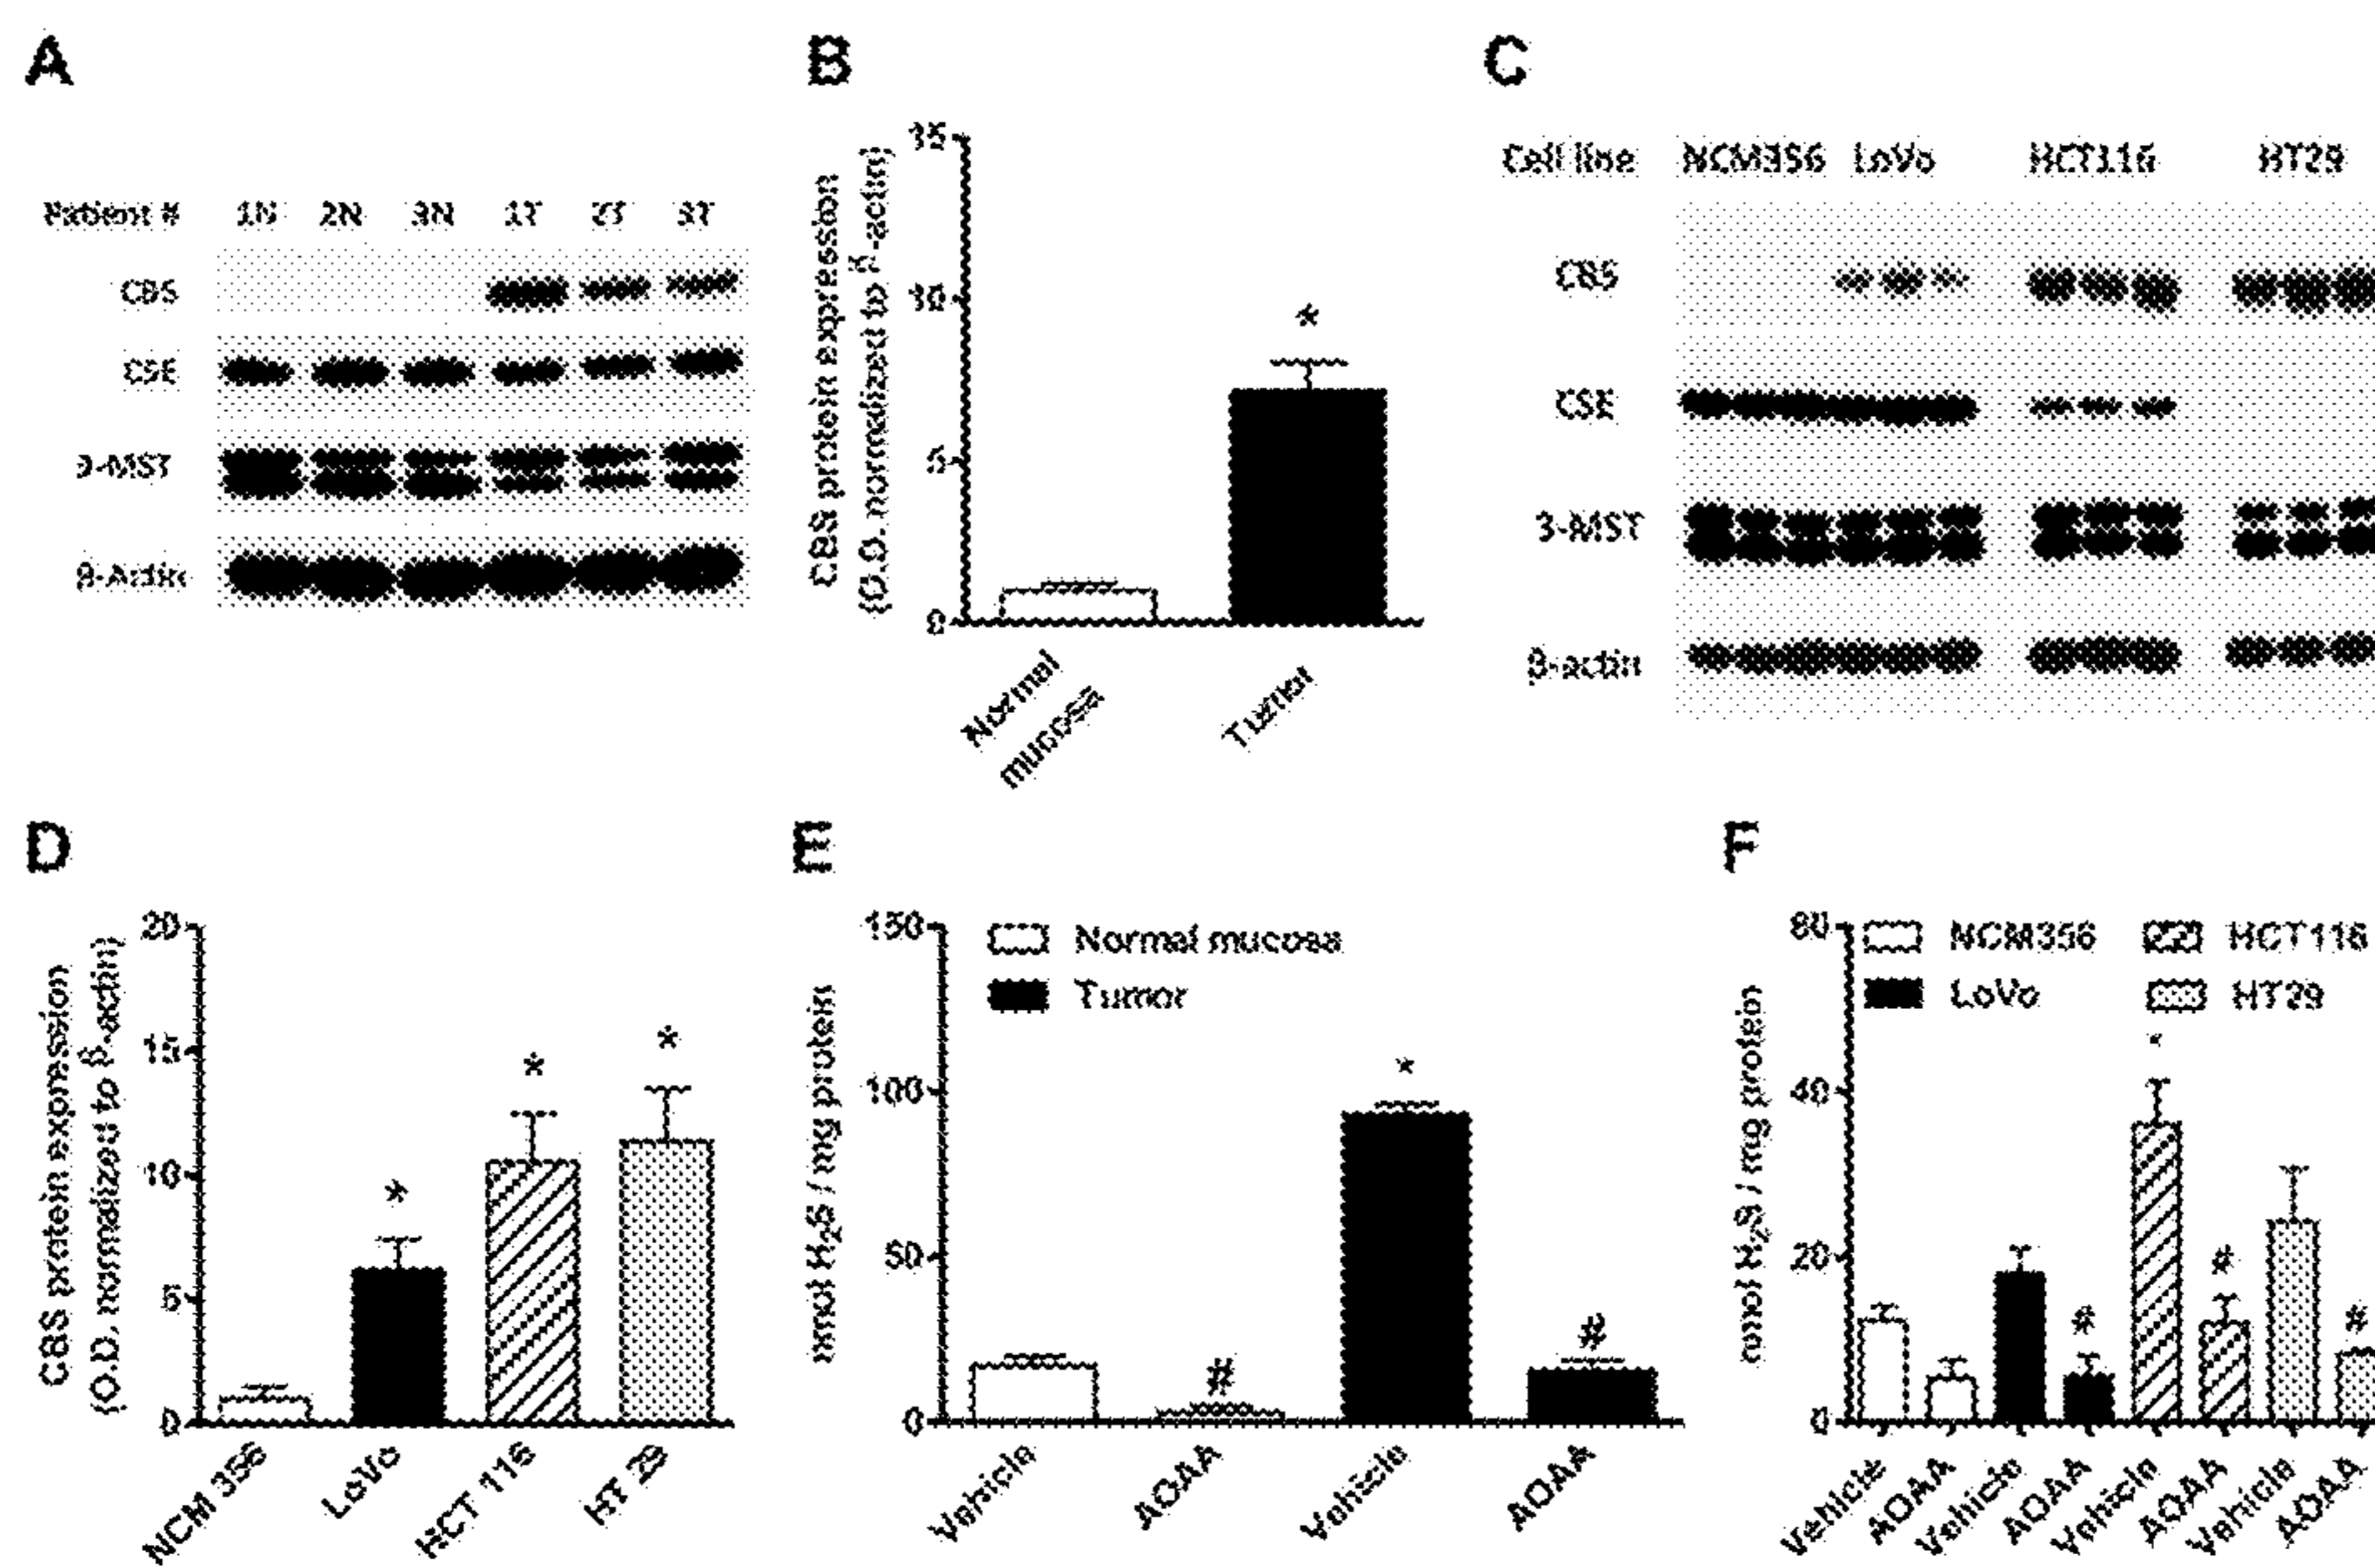 A
Patient # 1N 2N 3N 1T 2T 3T
CBS
CSE
3-MST
β-Actin
B
CBS protein expression
(O.D. normalized to β-actin)
15
10
5
0
*
Normal
mucosa
Tumor
C
Cell line NCM356 LoVo HCT116 HT29
CBS
CSE
3-MST
β-actin
D
CBS protein expression
(O.D. normalized to β-actin)
20
15
10
5
0
* * *
NCM 356
LoVo
HCT 116
HT 29
E
nmol H₂S / mg protein
150
100
50
0
Normal mucosa
Tumor
# * #
Vehicle
AOAA
Vehicle
AOAA
F
nmol H₂S / mg protein
40
20
0
NCM356 HCT116
LoVo HT29
# * # #
Vehicle
AOAA
Vehicle
AOAA
Vehicle
AOAA
Vehicle
AOAA